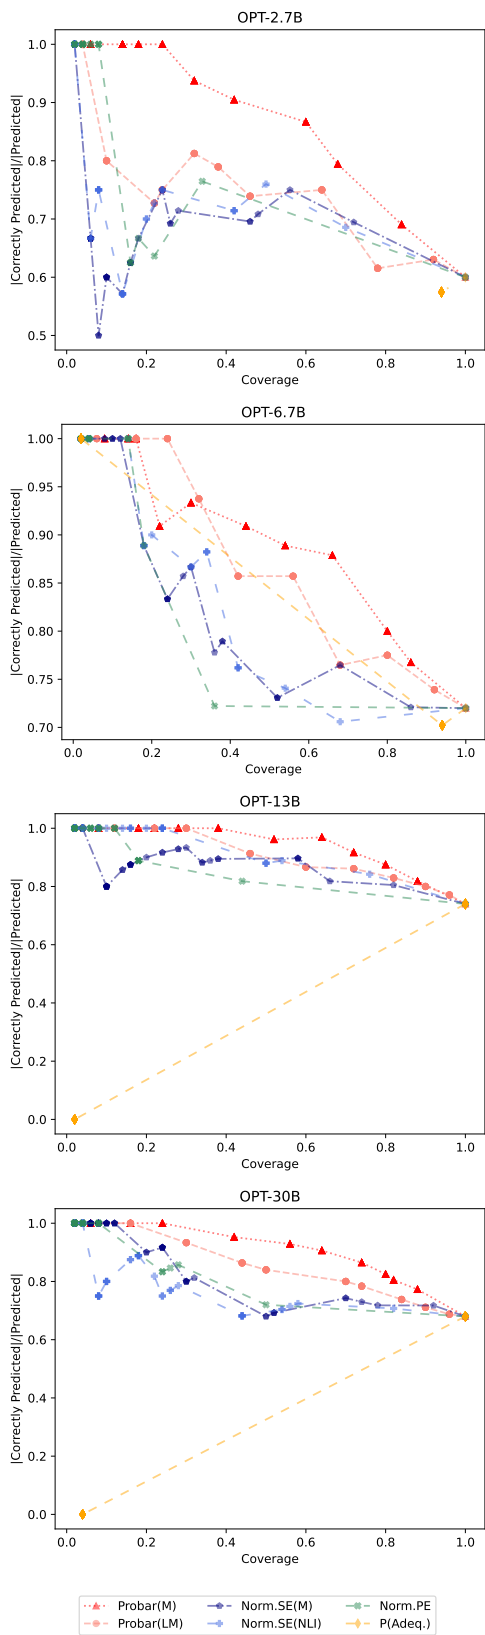 OPT-2.7B
1.0
0.9
0.8
0.7
0.6
0.5
|Correctly Predicted|/|Predicted|
0.0 0.2 0.4 0.6 0.8 1.0
Coverage
OPT-6.7B
1.00
0.95
0.90
0.85
0.80
0.75
0.70
|Correctly Predicted|/|Predicted|
0.0 0.2 0.4 0.6 0.8 1.0
Coverage
OPT-13B
1.0
0.8
0.6
0.4
0.2
0.0
|Correctly Predicted|/|Predicted|
0.0 0.2 0.4 0.6 0.8 1.0
Coverage
OPT-30B
1.0
0.8
0.6
0.4
0.2
0.0
|Correctly Predicted|/|Predicted|
0.0 0.2 0.4 0.6 0.8 1.0
Coverage
Probar(M) Norm.SE(M) Norm.PE
Probar(LM) Norm.SE(NLI) P(Adeq.)